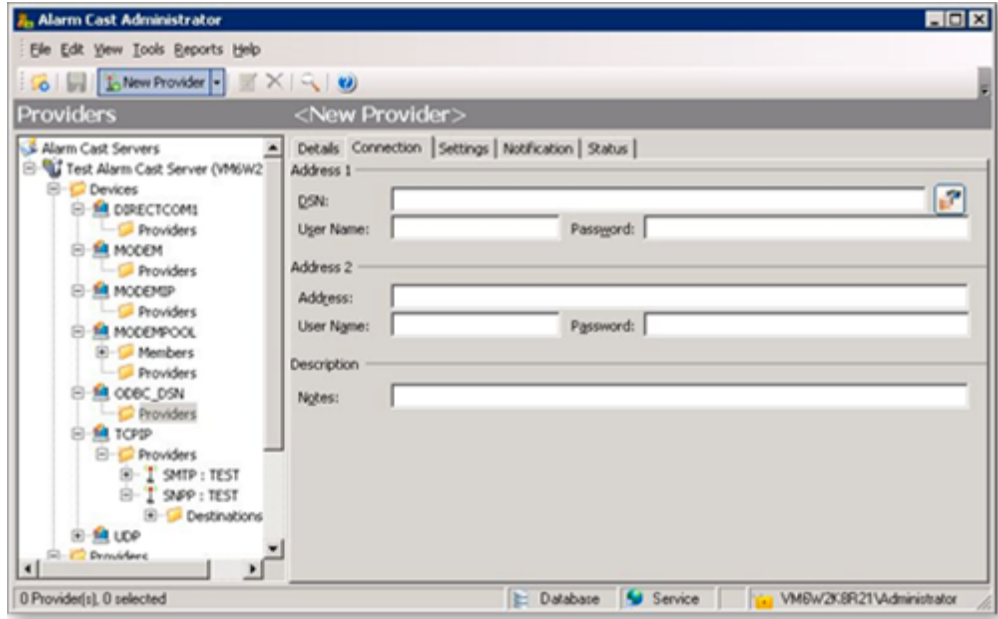 Alarm Cast Administrator
File Edit View Tools Reports Help
New Provider
Providers
<New Provider>
Alarm Cast Servers
Test Alarm Cast Server (VM6W2
Devices
DIRECTCOM1
Providers
MODEM
Providers
MODEMIP
Providers
MODEMPOOL
Members
Providers
ODBC_DSN
Providers
TCPIP
Providers
SMTP : TEST
SNPP : TEST
Destinations
UDP
Providers
Details Connection Settings Notification Status
Address 1
DSN:
User Name: Password:
Address 2
Address:
User Name: Password:
Description
Notes:
0 Provider(s), 0 selected
Database Service VM6W2K8R21\Administrator